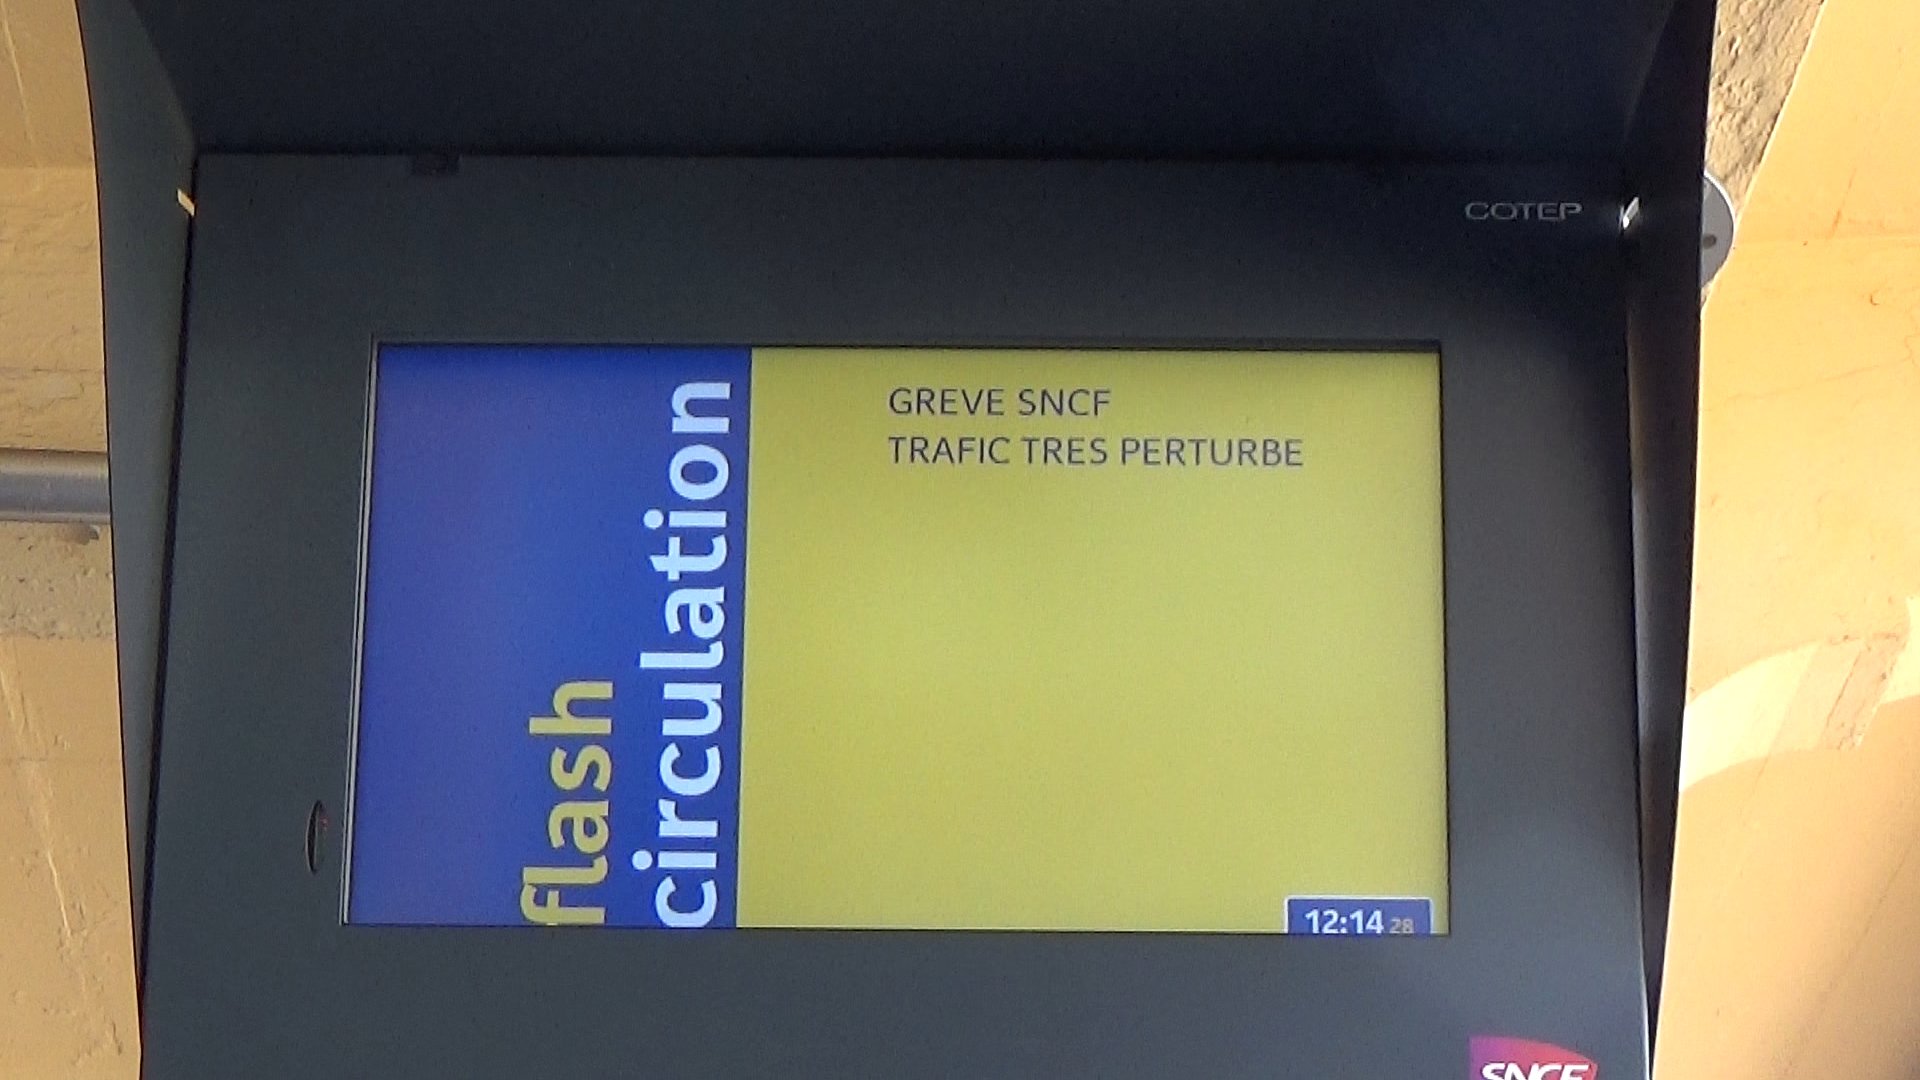 COTEP
flash
circulation
GREVE SNCF
TRAFIC TRES PERTURBE
12:14 28
SNCF